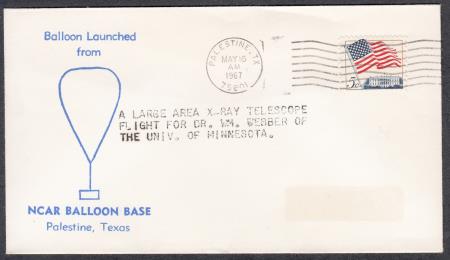 Balloon Launched
from
PALESTINE, TX
MAY 16
AM
1967
75801
5c
A LARGE AREA X-RAY TELESCOPE
FLIGHT FOR DR. WM. WEBBER OF
THE UNIV. OF MINNESOTA.
NCAR BALLOON BASE
Palestine, Texas